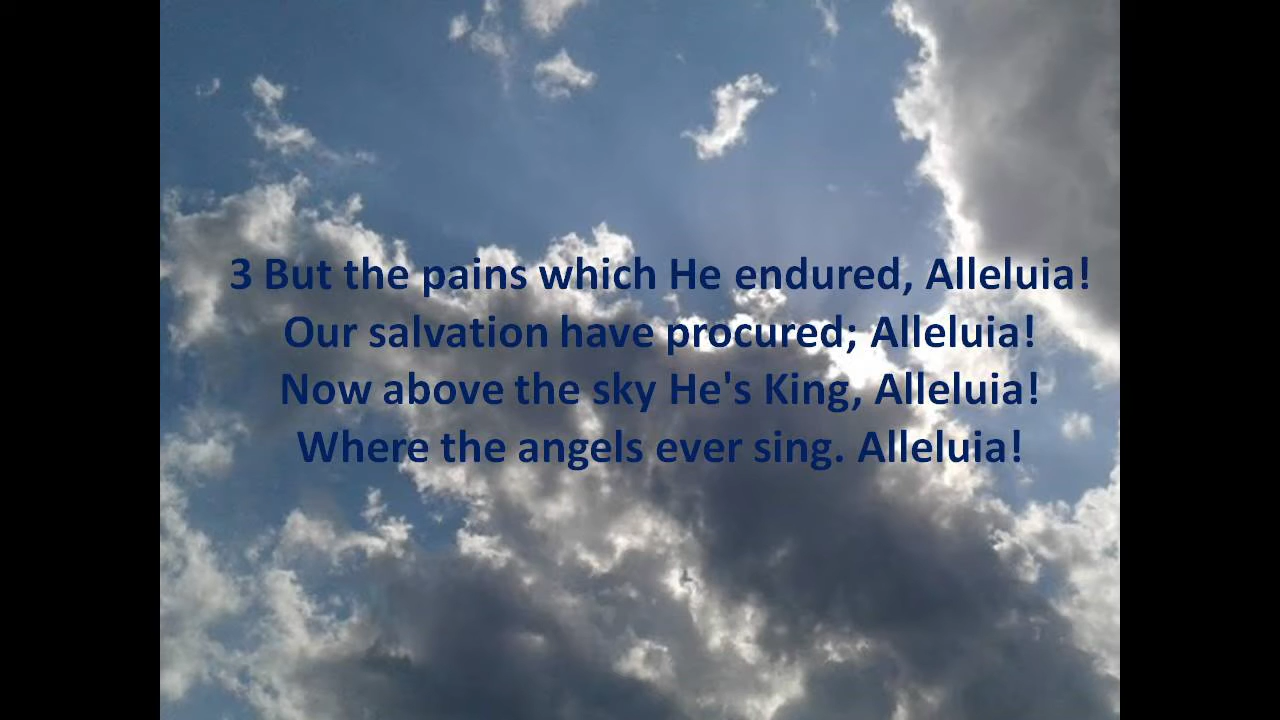 3 But the pains which He endured, Alleluia!
Our salvation have procured; Alleluia!
Now above the sky He's King, Alleluia!
Where the angels ever sing. Alleluia!